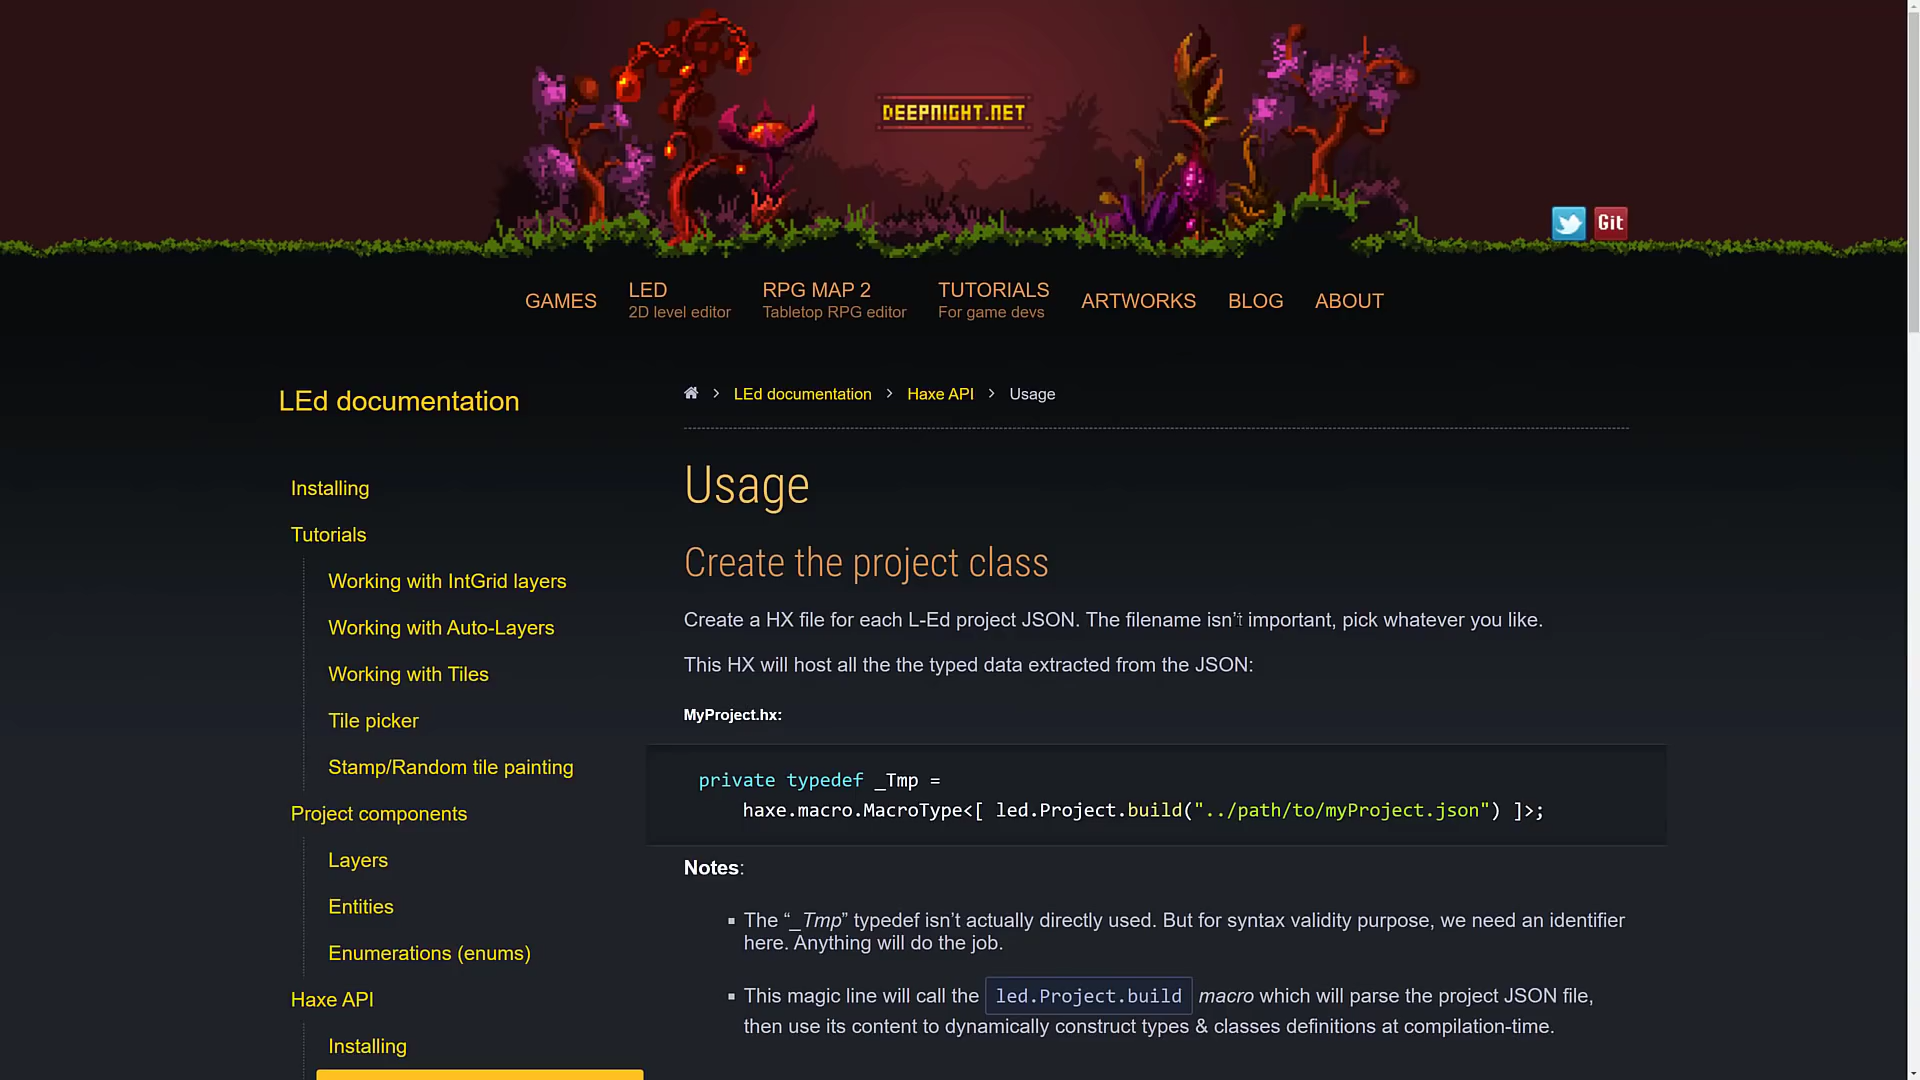 DEEPNIGHT.NET
Git
GAMES
LED
2D level editor
RPG MAP 2
Tabletop RPG editor
TUTORIALS
For game devs
ARTWORKS
BLOG
ABOUT
LEd documentation
Installing
Tutorials
Working with IntGrid layers
Working with Auto-Layers
Working with Tiles
Tile picker
Stamp/Random tile painting
Project components
Layers
Entities
Enumerations (enums)
Haxe API
Installing
LEd documentation > Haxe API > Usage
Usage
Create the project class
Create a HX file for each L-Ed project JSON. The filename isn’t important, pick whatever you like.
This HX will host all the the typed data extracted from the JSON:
MyProject.hx:
private typedef _Tmp =
haxe.macro.MacroType<[ led.Project.build("../path/to/myProject.json") ]>;
Notes:
The “_Tmp” typedef isn’t actually directly used. But for syntax validity purpose, we need an identifier
here. Anything will do the job.
This magic line will call the led.Project.build macro which will parse the project JSON file,
then use its content to dynamically construct types & classes definitions at compilation-time.